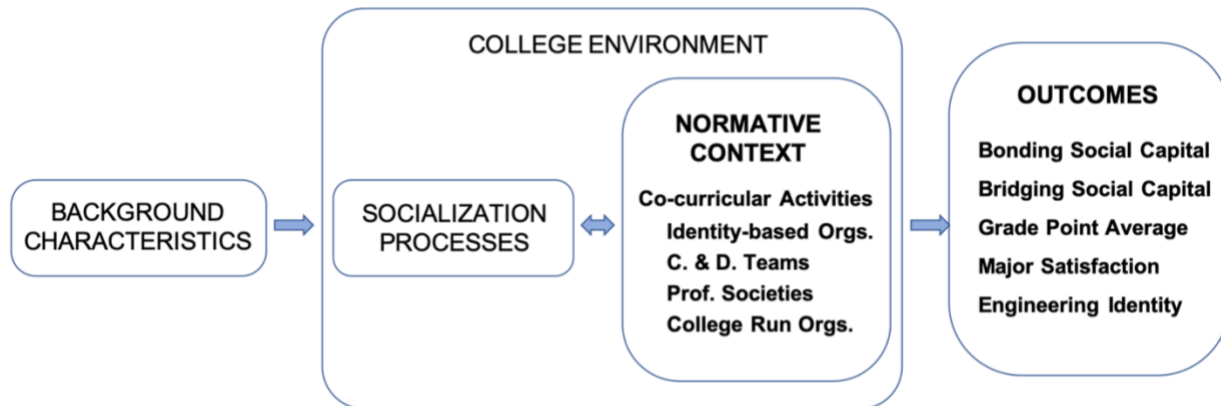 COLLEGE ENVIRONMENT
BACKGROUND
CHARACTERISTICS
SOCIALIZATION
PROCESSES
NORMATIVE
CONTEXT
Co-curricular Activities
Identity-based Orgs.
C. & D. Teams
Prof. Societies
College Run Orgs.
OUTCOMES
Bonding Social Capital
Bridging Social Capital
Grade Point Average
Major Satisfaction
Engineering Identity